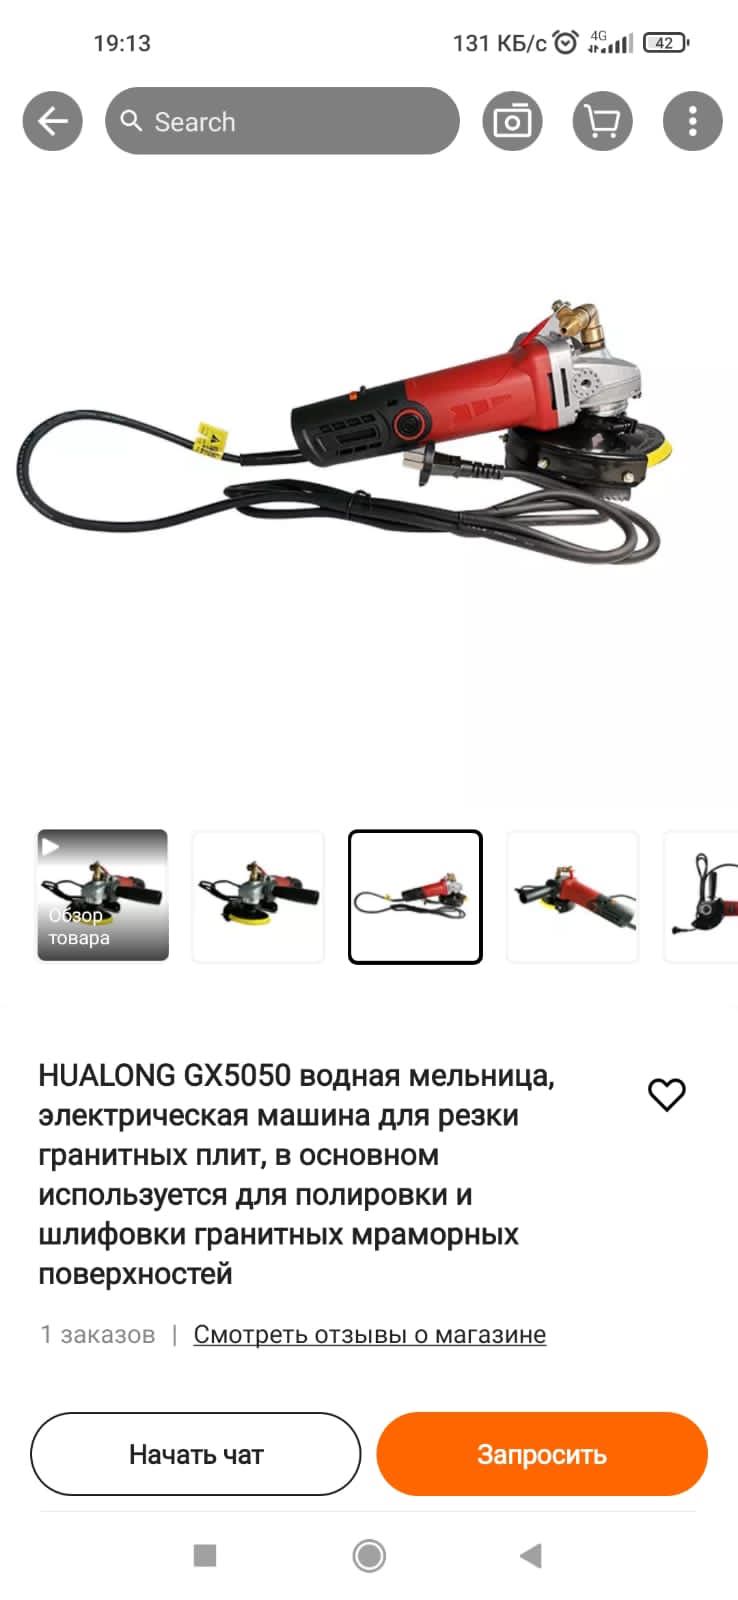 19:13
131 КБ/с 4G 42
Search
Обзор
товара
HUALONG GX5050 водная мельница,
электрическая машина для резки
гранитных плит, в основном
используется для полировки и
шлифовки гранитных мраморных
поверхностей
1 заказов | Смотреть отзывы о магазине
Начать чат
Запросить